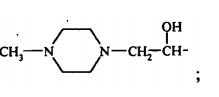 OH
CH₃—N N—CH₂—CH-
;